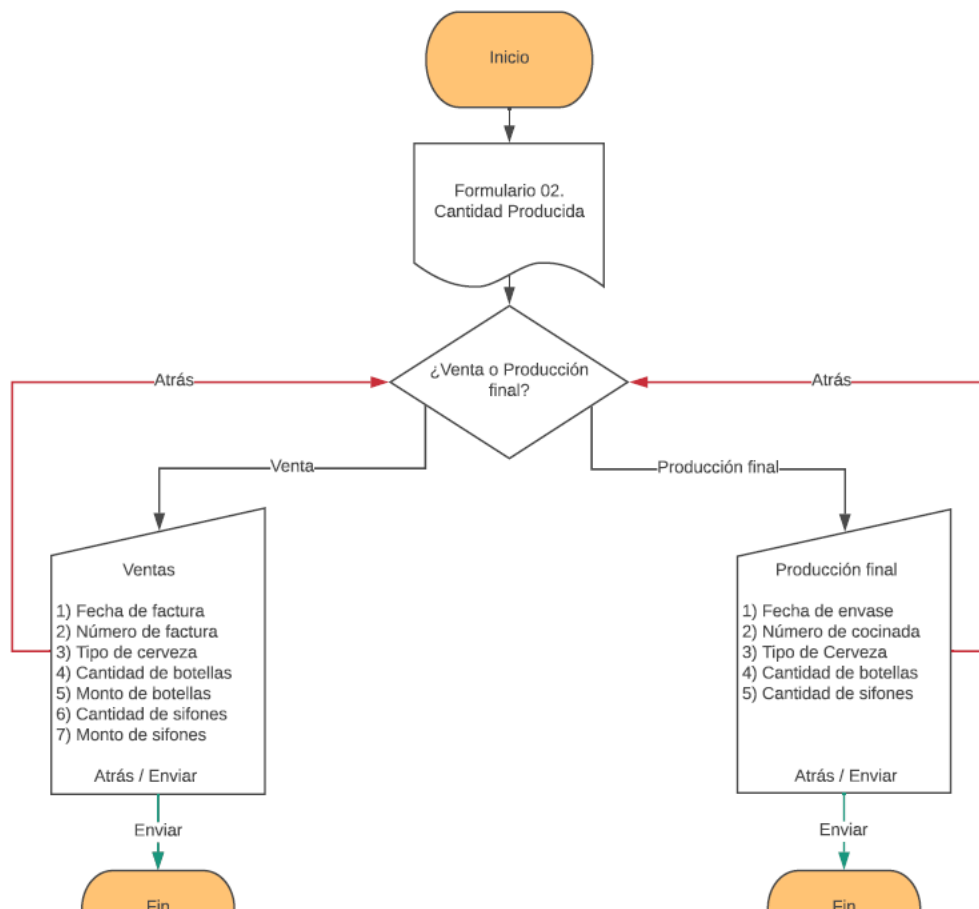 Inicio
Formulario 02.
Cantidad Producida
¿Venta o Producción
final?
Atrás
Atrás
Venta
Producción final
Ventas
1) Fecha de factura
2) Número de factura
3) Tipo de cerveza
4) Cantidad de botellas
5) Monto de botellas
6) Cantidad de sifones
7) Monto de sifones
Atrás / Enviar
Producción final
1) Fecha de envase
2) Número de cocinada
3) Tipo de Cerveza
4) Cantidad de botellas
5) Cantidad de sifones
Atrás / Enviar
Enviar
Enviar
Fin
Fin